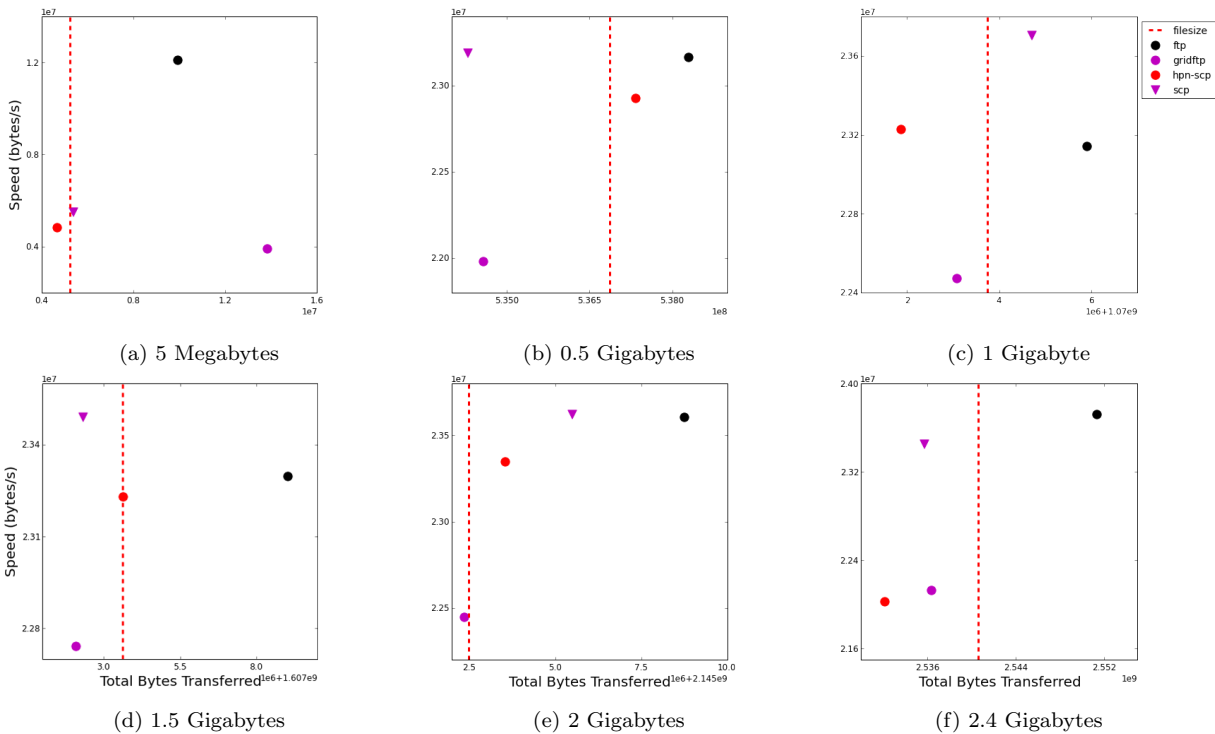 1e7
Speed (bytes/s)
1.2
0.8
0.4
0.4 0.8 1.2 1.6
1e7
(a) 5 Megabytes
1e7
2.30
2.25
2.20
5.350 5.365 5.380
1e8
(b) 0.5 Gigabytes
1e7
2.36
2.32
2.28
2.24
2 4 6
1e6+1.07e9
(c) 1 Gigabyte
filesize
ftp
gridftp
hpn-scp
scp
1e7
Speed (bytes/s)
2.34
2.31
2.28
3.0 5.5 8.0
Total Bytes Transferred 1e6+1.607e9
(d) 1.5 Gigabytes
1e7
2.35
2.30
2.25
2.5 5.0 7.5 10.0
Total Bytes Transferred 1e6+2.145e9
(e) 2 Gigabytes
1e7
2.40
2.32
2.24
2.16
2.536 2.544 2.552
Total Bytes Transferred 1e9
(f) 2.4 Gigabytes